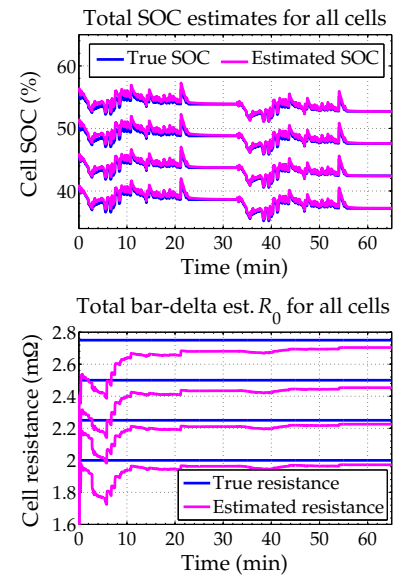 Total SOC estimates for all cells
True SOC
Estimated SOC
Cell SOC (%)
60
50
40
0 10 20 30 40 50 60
Time (min)
Total bar-delta est. R0 for all cells
Cell resistance (mΩ)
2.8
2.6
2.4
2.2
2
1.8
1.6
True resistance
Estimated resistance
0 10 20 30 40 50 60
Time (min)